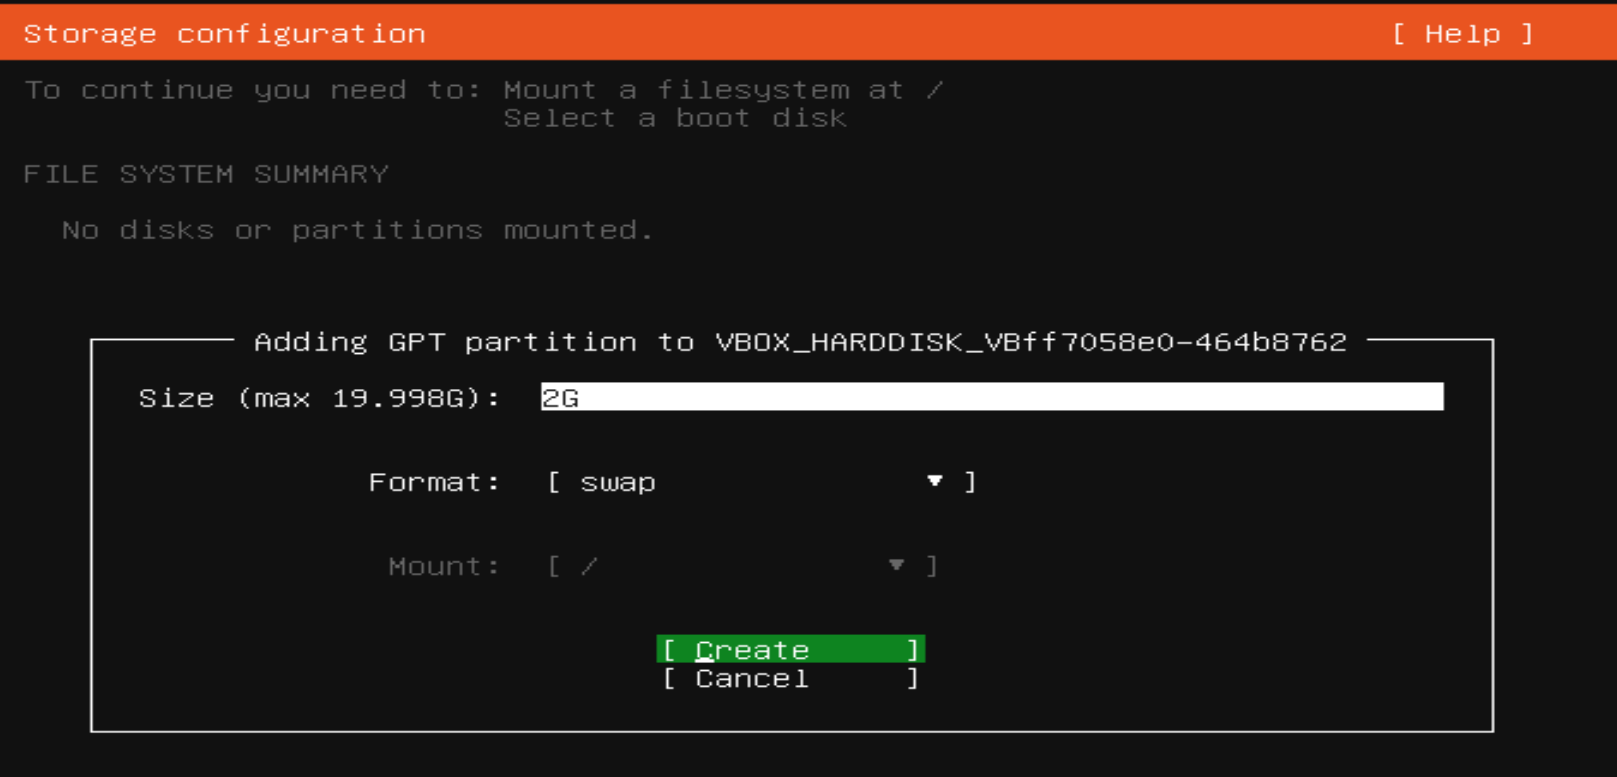 Storage configuration [ Help ]
To continue you need to: Mount a filesystem at /
Select a boot disk
FILE SYSTEM SUMMARY
No disks or partitions mounted.
Adding GPT partition to VBOX_HARDDISK_VBff7058e0-464b8762
Size (max 19.998G): 2G
Format: [ swap ▾ ]
Mount: [ / ▾ ]
[ Create ]
[ Cancel ]